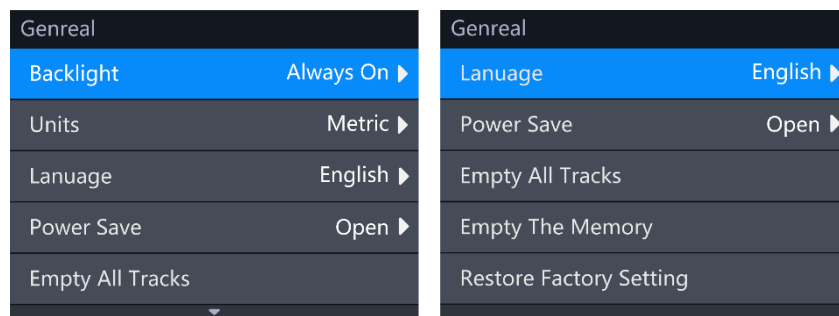 Genreal
Backlight Always On
Units Metric
Lanuage English
Power Save Open
Empty All Tracks
Genreal
Lanuage English
Power Save Open
Empty All Tracks
Empty The Memory
Restore Factory Setting